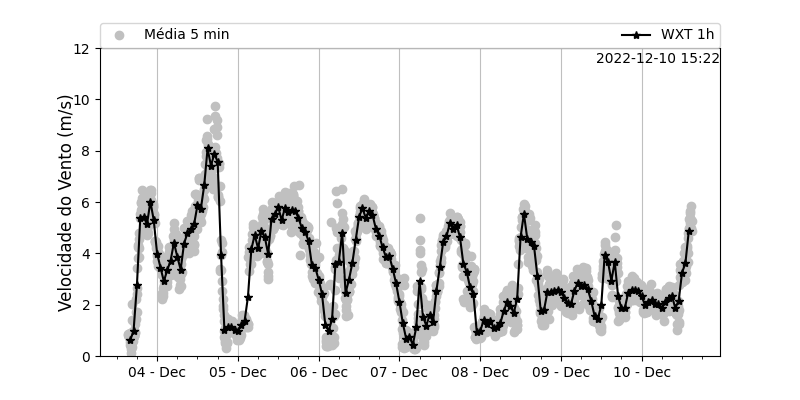 Média 5 min
WXT 1h
2022-12-10 15:22
Velocidade do Vento (m/s)
12
10
8
6
4
2
0
04 - Dec
05 - Dec
06 - Dec
07 - Dec
08 - Dec
09 - Dec
10 - Dec